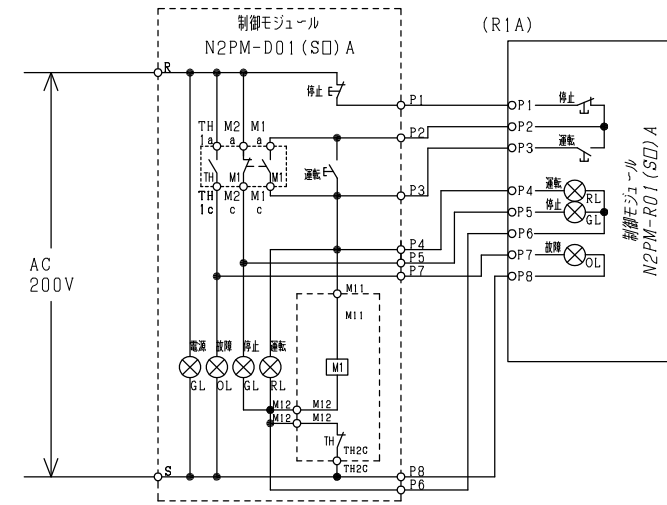 制御モジュール
N2PM-D01(S□)A
(R1A)
R
停止
P1
P1
停止
TH M2 M1
1a a a
P2
P2
運転
P3
P3
運転
TH M1 M1
TH M2 M1
1c c c
P4
P4
運転
RL
P5
P5
停止
GL
P6
P7
P7
故障
OL
P8
制御モジュール
N2PM-R01(S□)A
AC
200V
M11
M11
電源 故障 停止 運転
GL OL GL RL
M1
M12 M12
M12 M12
TH
TH2C
TH2C
S
P8
P6